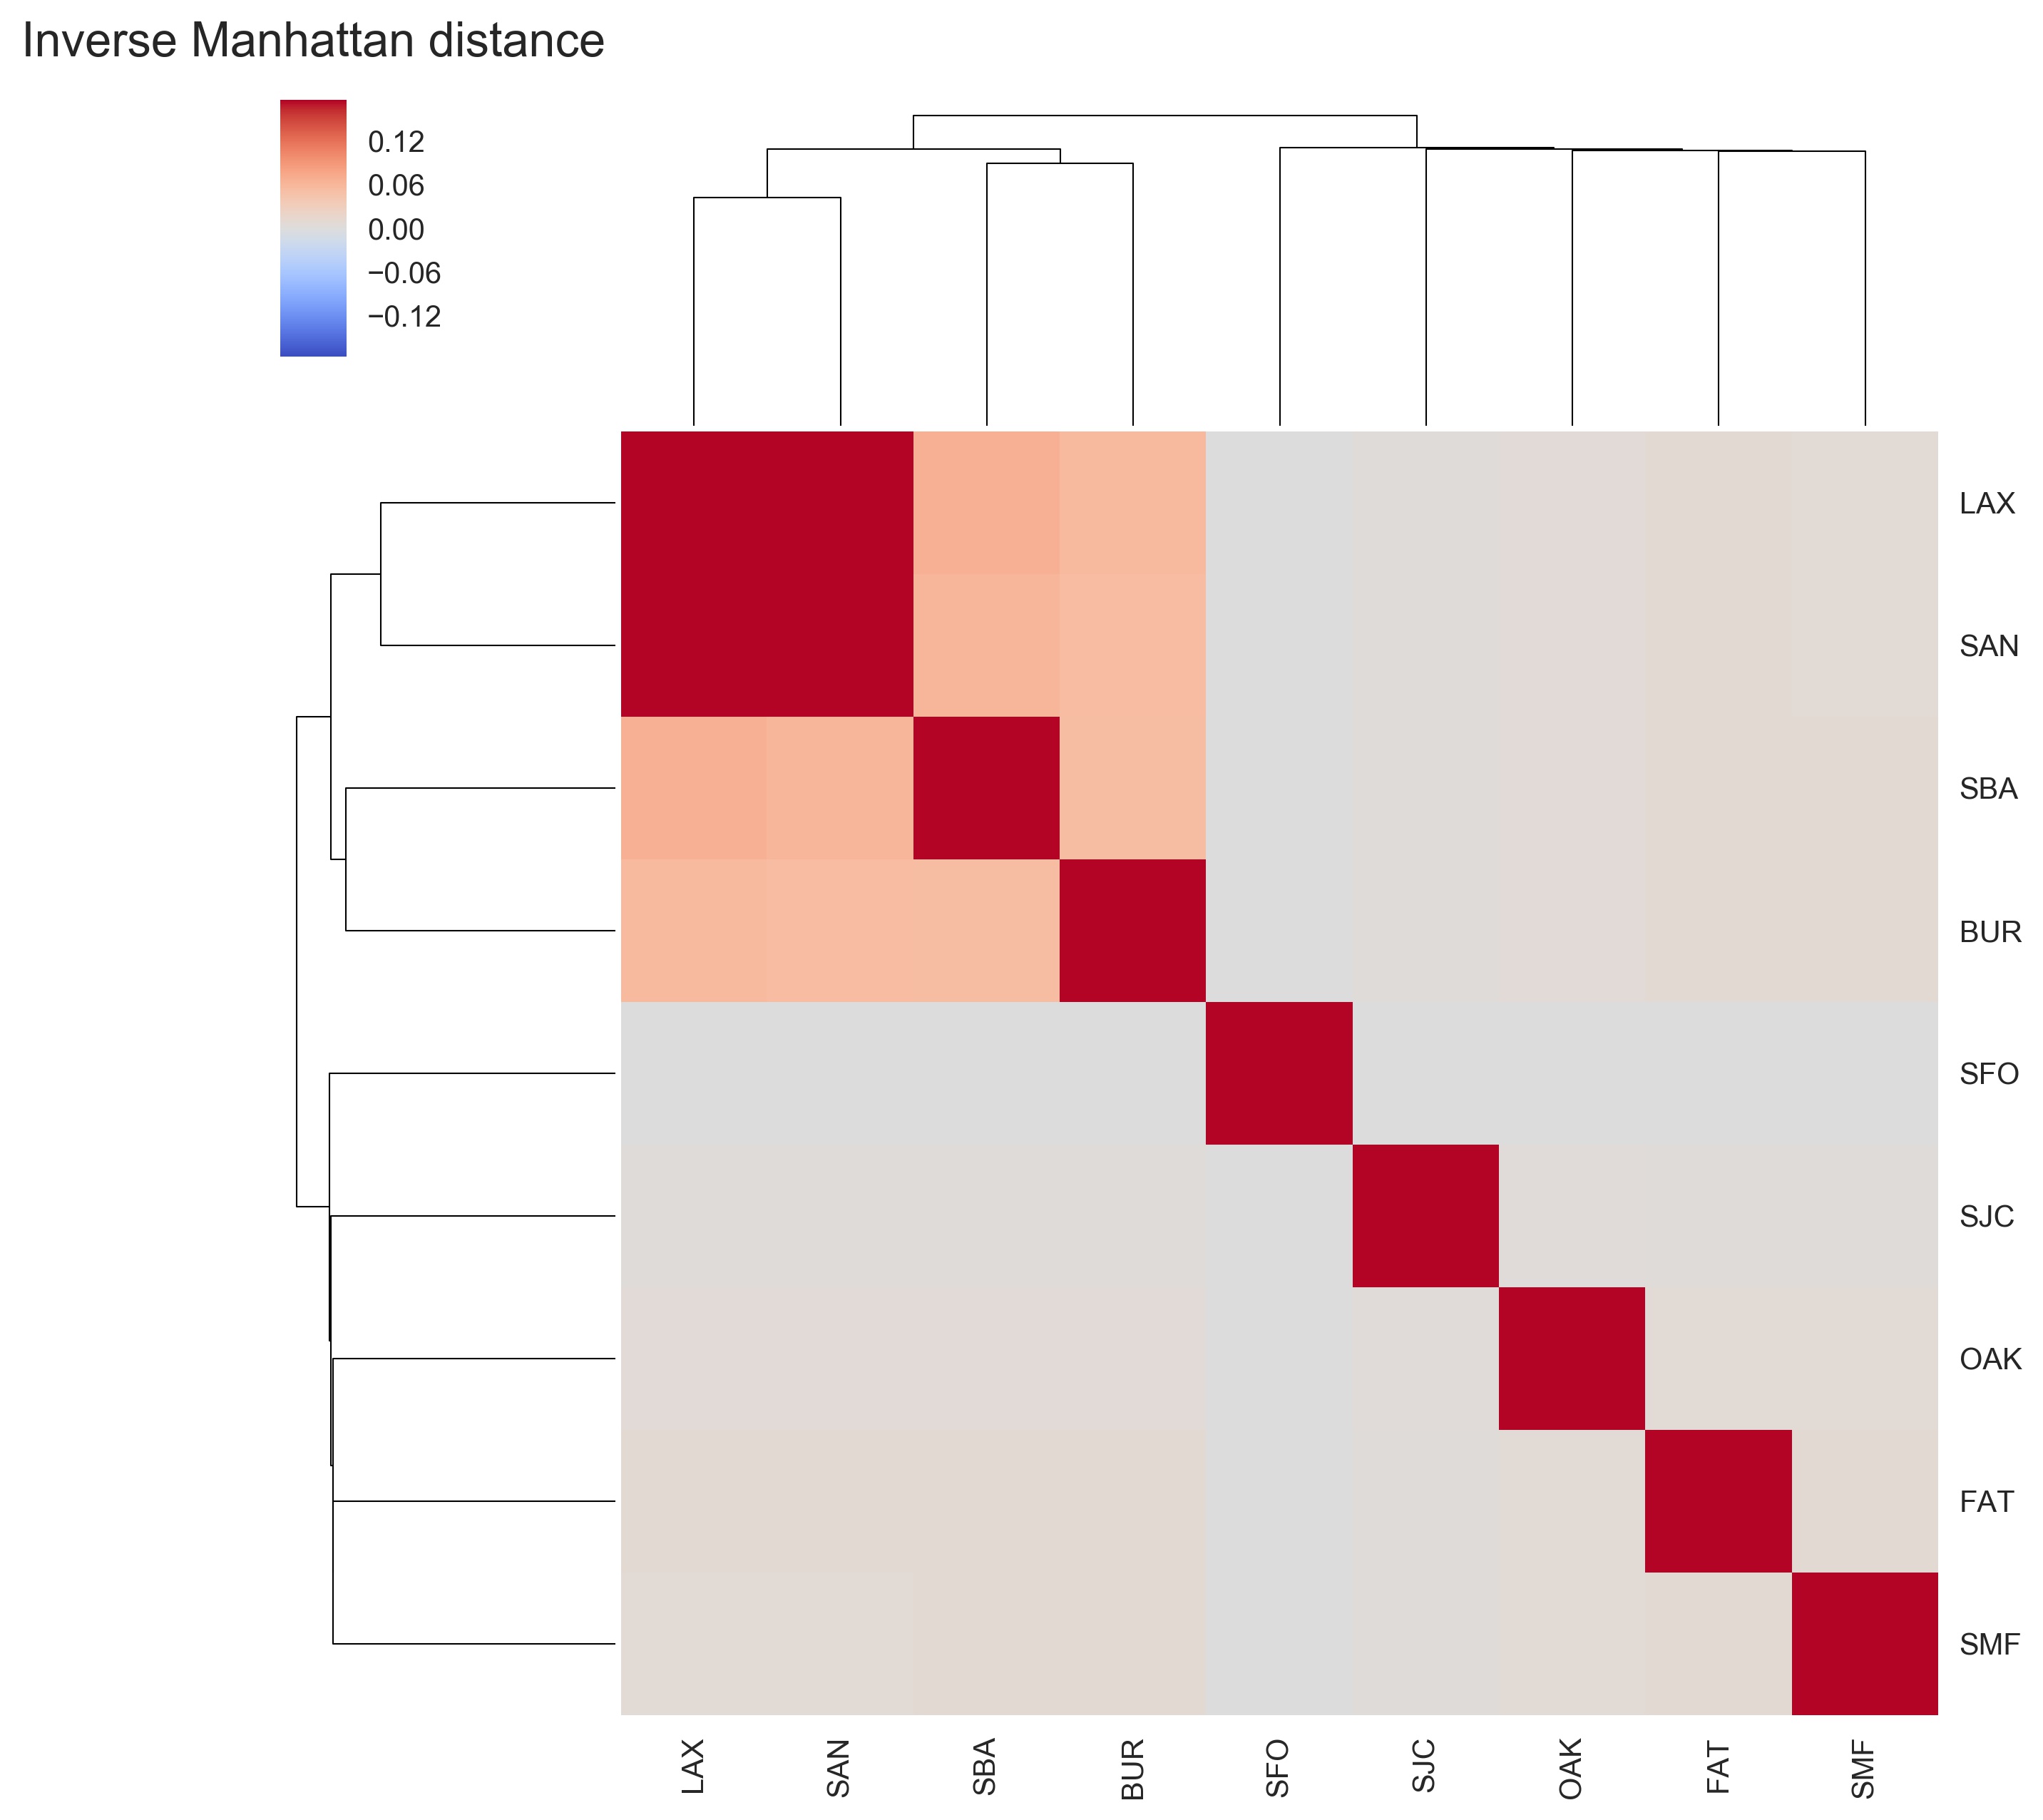 Inverse Manhattan distance
0.12
0.06
0.00
−0.06
−0.12
LAX
SAN
SBA
BUR
SFO
SJC
OAK
FAT
SMF
LAX
SAN
SBA
BUR
SFO
SJC
OAK
FAT
SMF